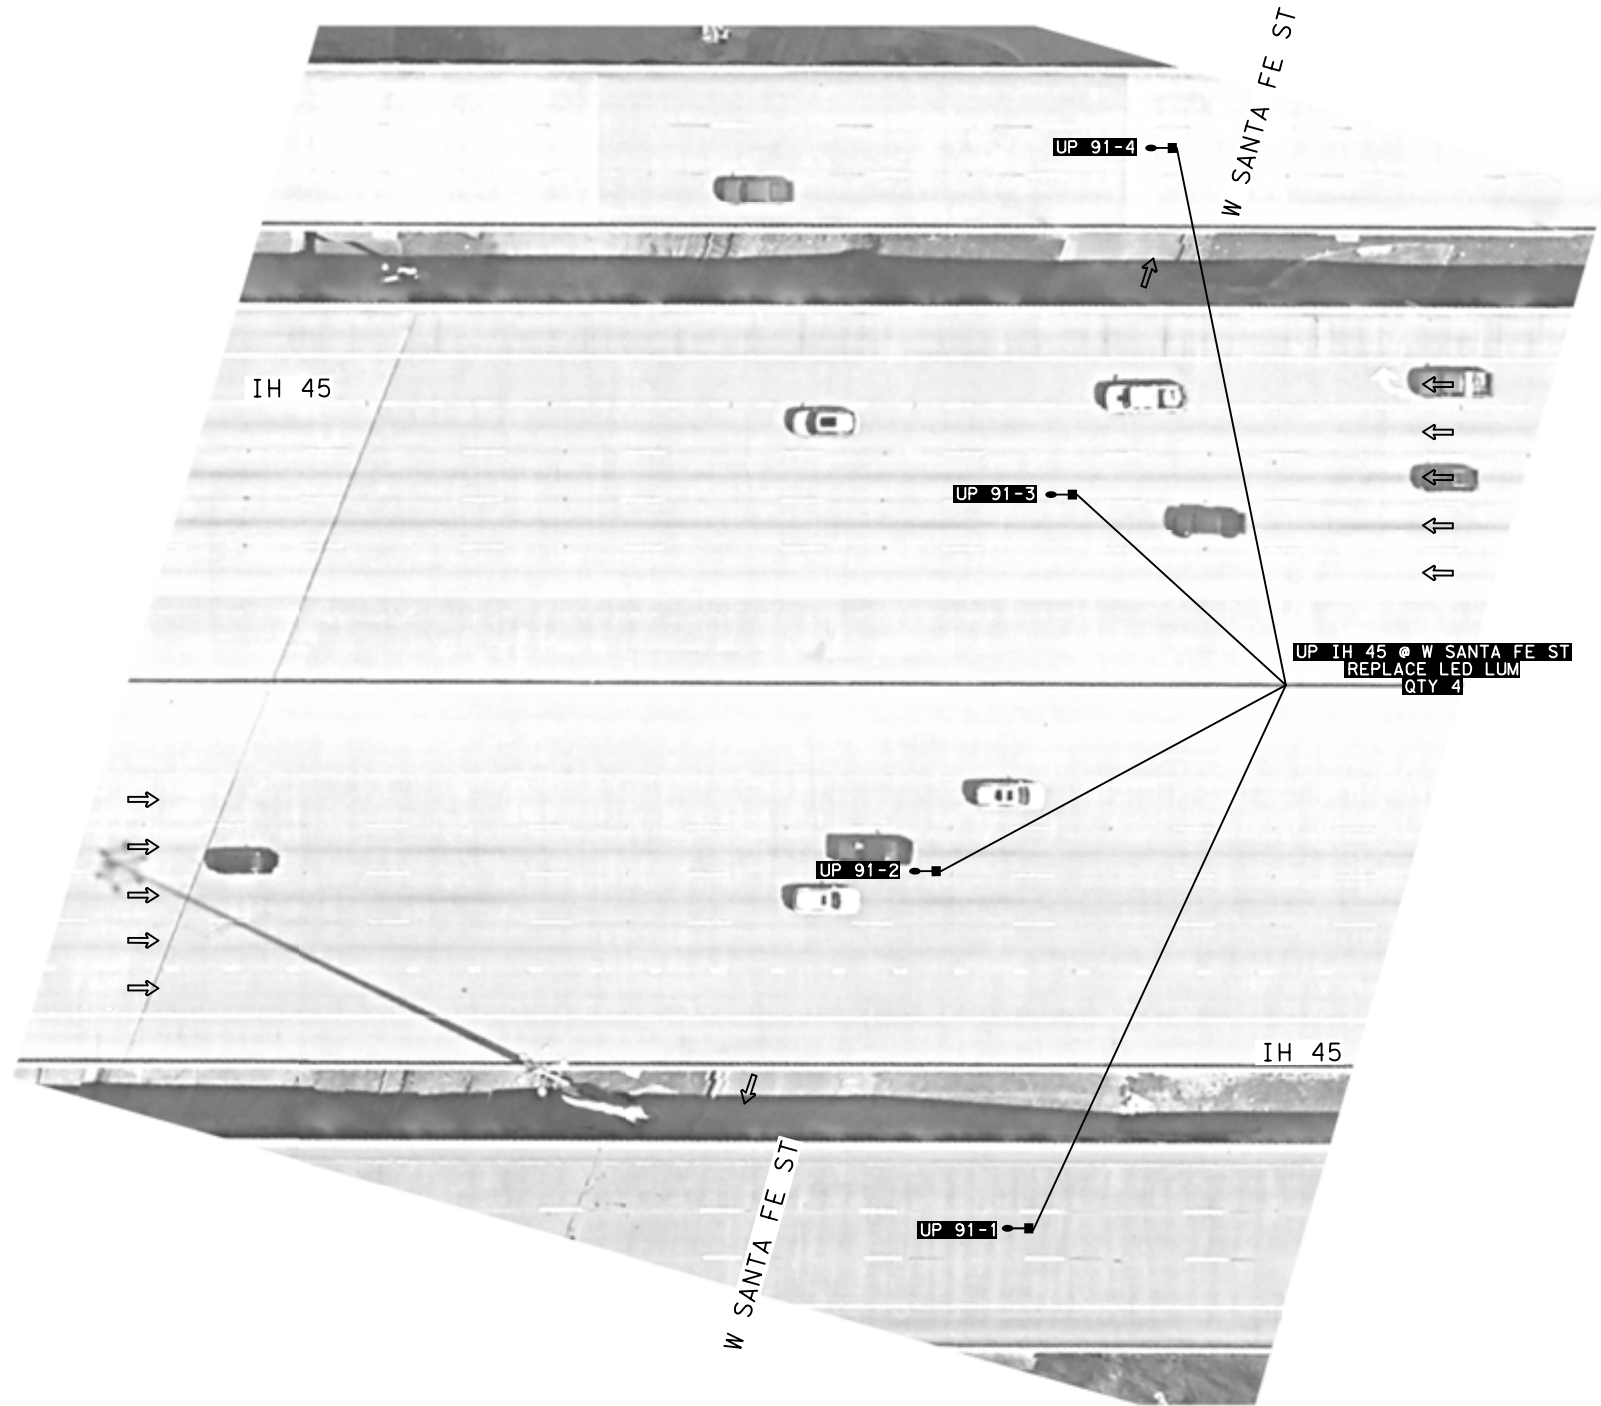 W SANTA FE ST
UP 91-4
IH 45
UP 91-3
UP IH 45 @ W SANTA FE ST
REPLACE LED LUM
QTY 4
UP 91-2
IH 45
W SANTA FE ST
UP 91-1